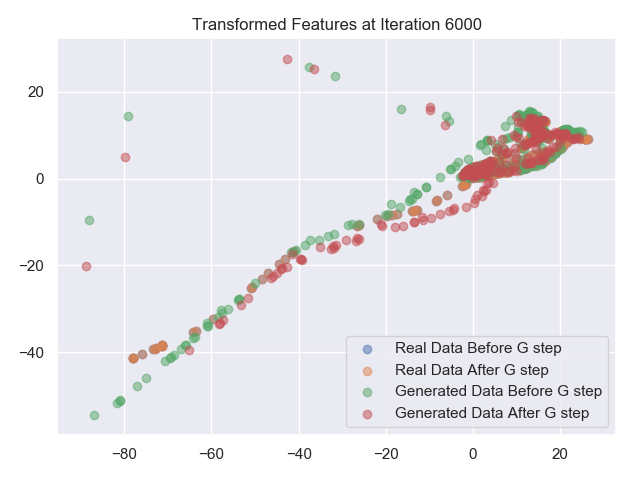 Transformed Features at Iteration 6000
20
0
−20
−40
Real Data Before G step
Real Data After G step
Generated Data Before G step
Generated Data After G step
−80 −60 −40 −20 0 20